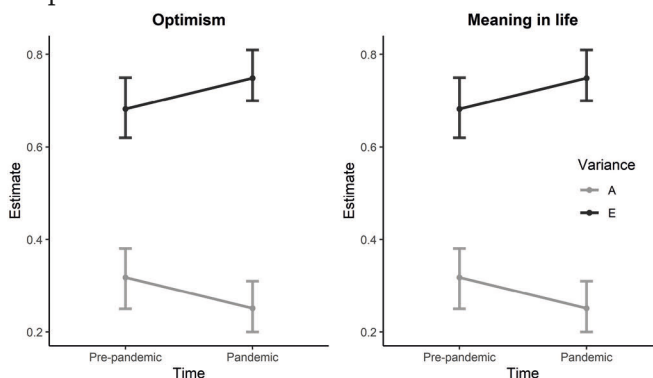 Optimism
Meaning in life
0.8
0.6
0.4
0.2
Estimate
Pre-pandemic
Pandemic
Time
0.8
0.6
0.4
0.2
Estimate
Pre-pandemic
Pandemic
Time
Variance
A
E